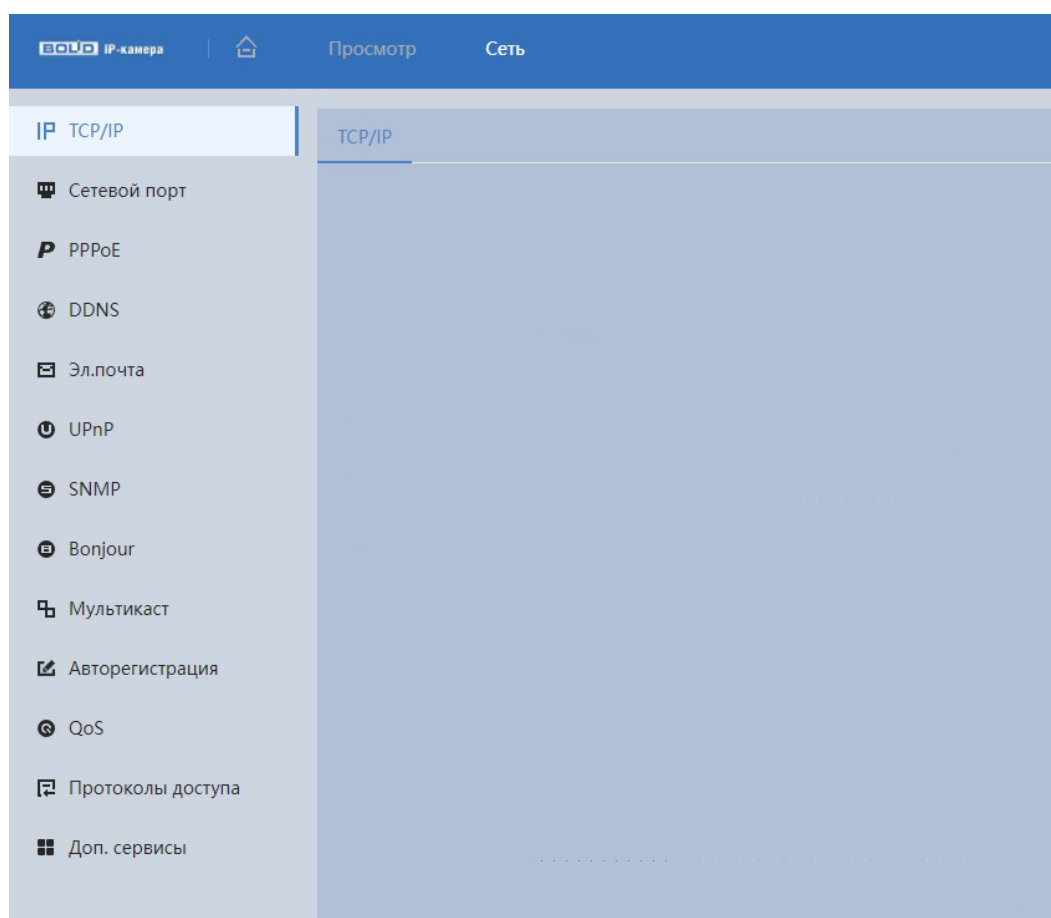 BOLID IP-камера
Просмотр
Сеть
TCP/IP
TCP/IP
Сетевой порт
PPPoE
DDNS
Эл.почта
UPnP
SNMP
Bonjour
Мультикаст
Авторегистрация
QoS
Протоколы доступа
Доп. сервисы